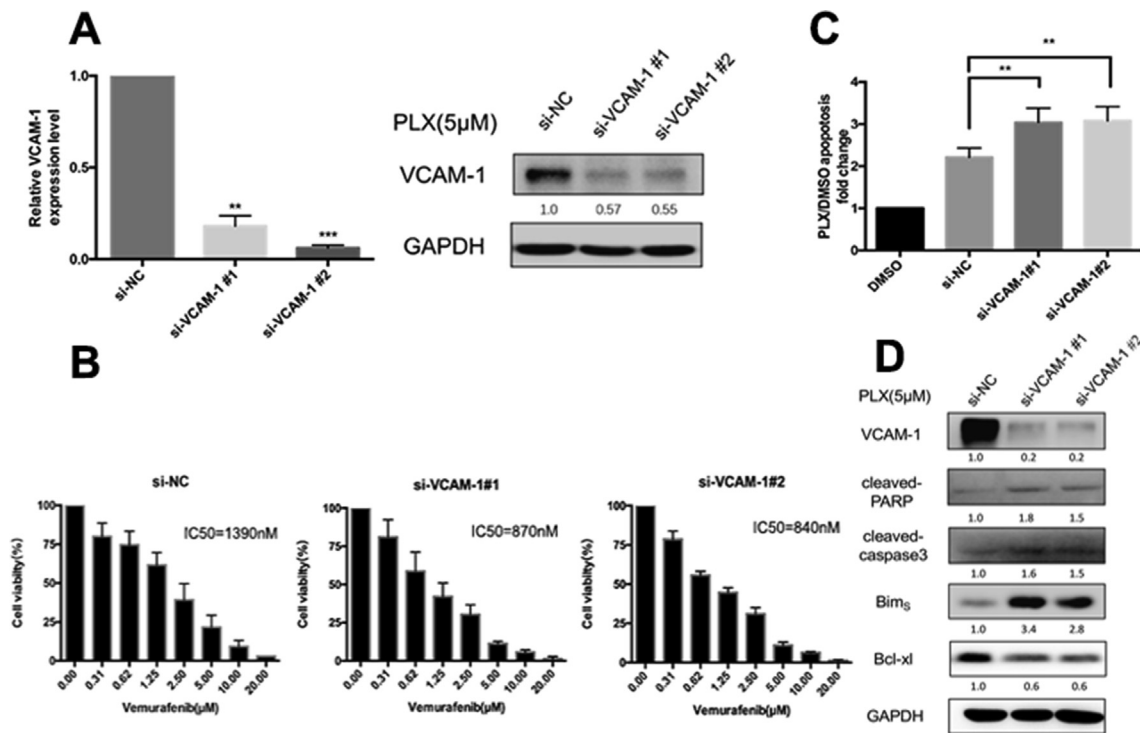 A
Relative VCAM-1
expression level
1.0
0.5
0.0
**
***
si-NC
si-VCAM-1 #1
si-VCAM-1 #2
si-NC
si-VCAM-1 #1
si-VCAM-1 #2
PLX(5μM)
VCAM-1
1.0 0.57 0.55
GAPDH
C
PLX/DMSO apopotosis
fold change
4
3
2
1
0
**
**
DMSO
si-NC
si-VCAM-1#1
si-VCAM-1#2
B
si-NC
IC50=1390nM
Cell viabilty(%)
100
75
50
25
0
0.00 0.31 0.62 1.25 2.50 5.00 10.00 20.00
Vemurafenib(μM)
si-VCAM-1#1
IC50=870nM
Cell viabilty(%)
100
75
50
25
0
0.00 0.31 0.62 1.25 2.50 5.00 10.00 20.00
Vemurafenib(μM)
si-VCAM-1#2
IC50=840nM
Cell viabilty(%)
100
75
50
25
0
0.00 0.31 0.62 1.25 2.50 5.00 10.00 20.00
Vemurafenib(μM)
D
si-NC
si-VCAM-1 #1
si-VCAM-1 #2
PLX(5μM)
VCAM-1
1.0 0.2 0.2
cleaved-
PARP
1.0 1.8 1.5
cleaved-
caspase3
1.0 1.6 1.5
Bims
1.0 3.4 2.8
Bcl-xl
1.0 0.6 0.6
GAPDH